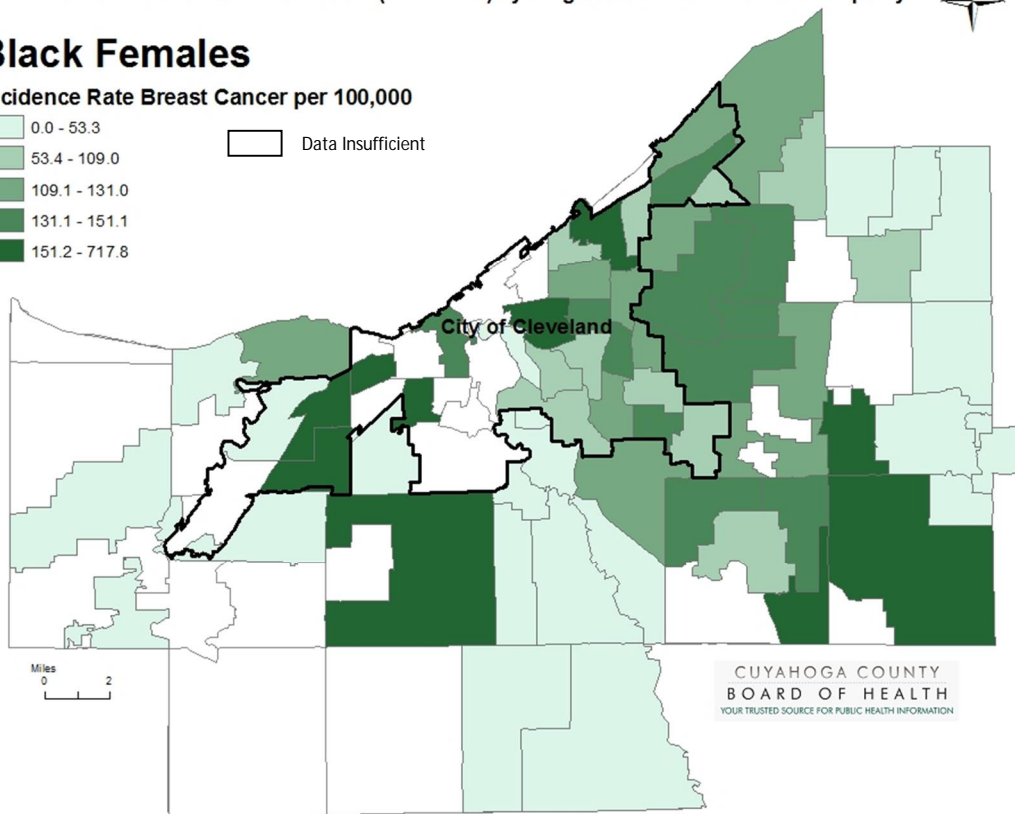 Black Females
cidence Rate Breast Cancer per 100,000
0.0 - 53.3
53.4 - 109.0
109.1 - 131.0
131.1 - 151.1
151.2 - 717.8
Data Insufficient
City of Cleveland
Miles
0 2
CUYAHOGA COUNTY
BOARD OF HEALTH
YOUR TRUSTED SOURCE FOR PUBLIC HEALTH INFORMATION